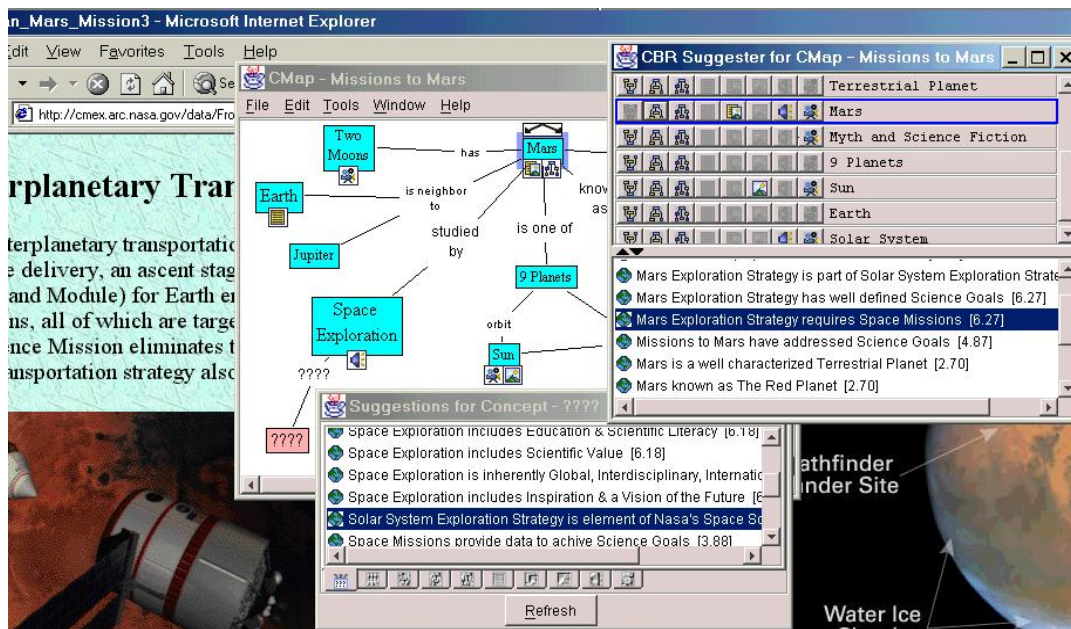 an_Mars_Mission3 - Microsoft Internet Explorer
Edit View Favorites Tools Help
http://cmex.arc.nasa.gov/data/Fro
rplanetary Tran
terplanetary transportatic
e delivery, an ascent stag
and Module) for Earth en
ns, all of which are targe
ence Mission eliminates t
ansportation strategy also
CMap - Missions to Mars
File Edit Tools Window Help
Two
Moons
has
Mars
Earth
is neighbor
to
know
as
Jupiter
studied
by
is one of
9 Planets
Space
Exploration
orbit
Sun
????
????
CBR Suggester for CMap - Missions to Mars
Terrestrial Planet
Mars
Myth and Science Fiction
9 Planets
Sun
Earth
Solar System
Mars Exploration Strategy is part of Solar System Exploration Strate
Mars Exploration Strategy has well defined Science Goals [6.27]
Mars Exploration Strategy requires Space Missions [6.27]
Missions to Mars have addressed Science Goals [4.87]
Mars is a well characterized Terrestrial Planet [2.70]
Mars known as The Red Planet [2.70]
Suggestions for Concept - ????
Space Exploration includes Education & Scientific Literacy [6.18]
Space Exploration includes Scientific Value [6.18]
Space Exploration is inherently Global, Interdisciplinary, Internatic
Space Exploration includes Inspiration & a Vision of the Future [6
Solar System Exploration Strategy is element of Nasa's Space Sc
Space Missions provide data to achive Science Goals [3.88]
Refresh
athfinder
nder Site
Water Ice